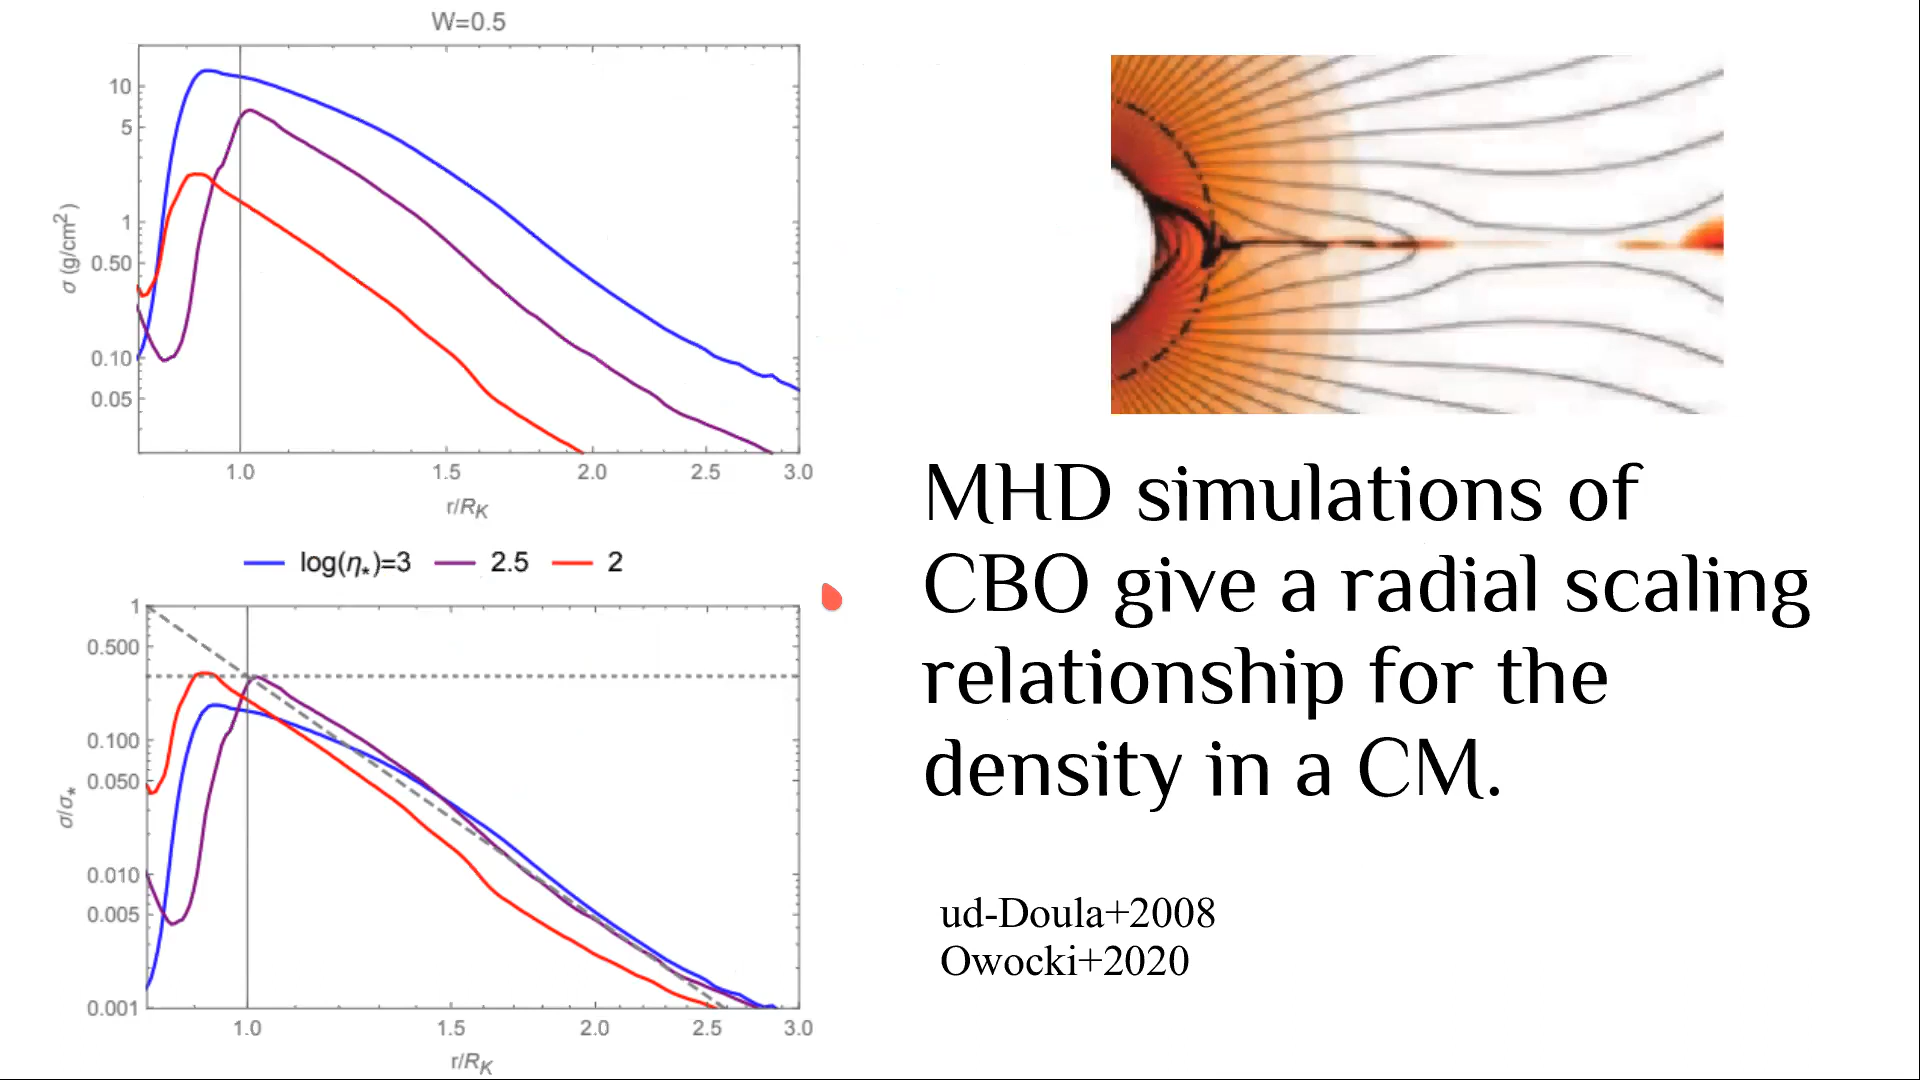 W=0.5
10
5
1
0.50
0.10
0.05
σ (g/cm²)
1.0 1.5 2.0 2.5 3.0
r/R_K
log(η⋆)=3 2.5 2
1
0.500
0.100
0.050
0.010
0.005
0.001
σ/σ⋆
1.0 1.5 2.0 2.5 3.0
r/R_K
MHD simulations of
CBO give a radial scaling
relationship for the
density in a CM.
ud-Doula+2008
Owocki+2020